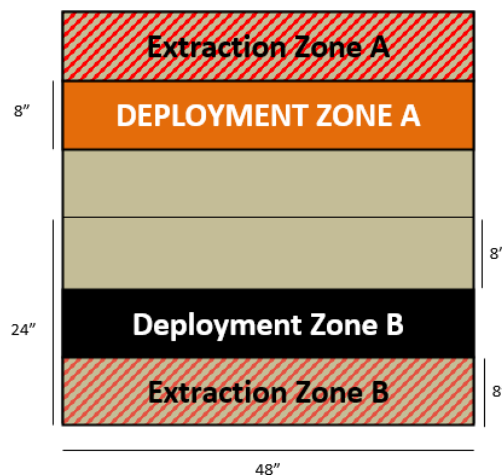 Extraction Zone A
8”
DEPLOYMENT ZONE A
8’
24”
Deployment Zone B
Extraction Zone B
8
48”